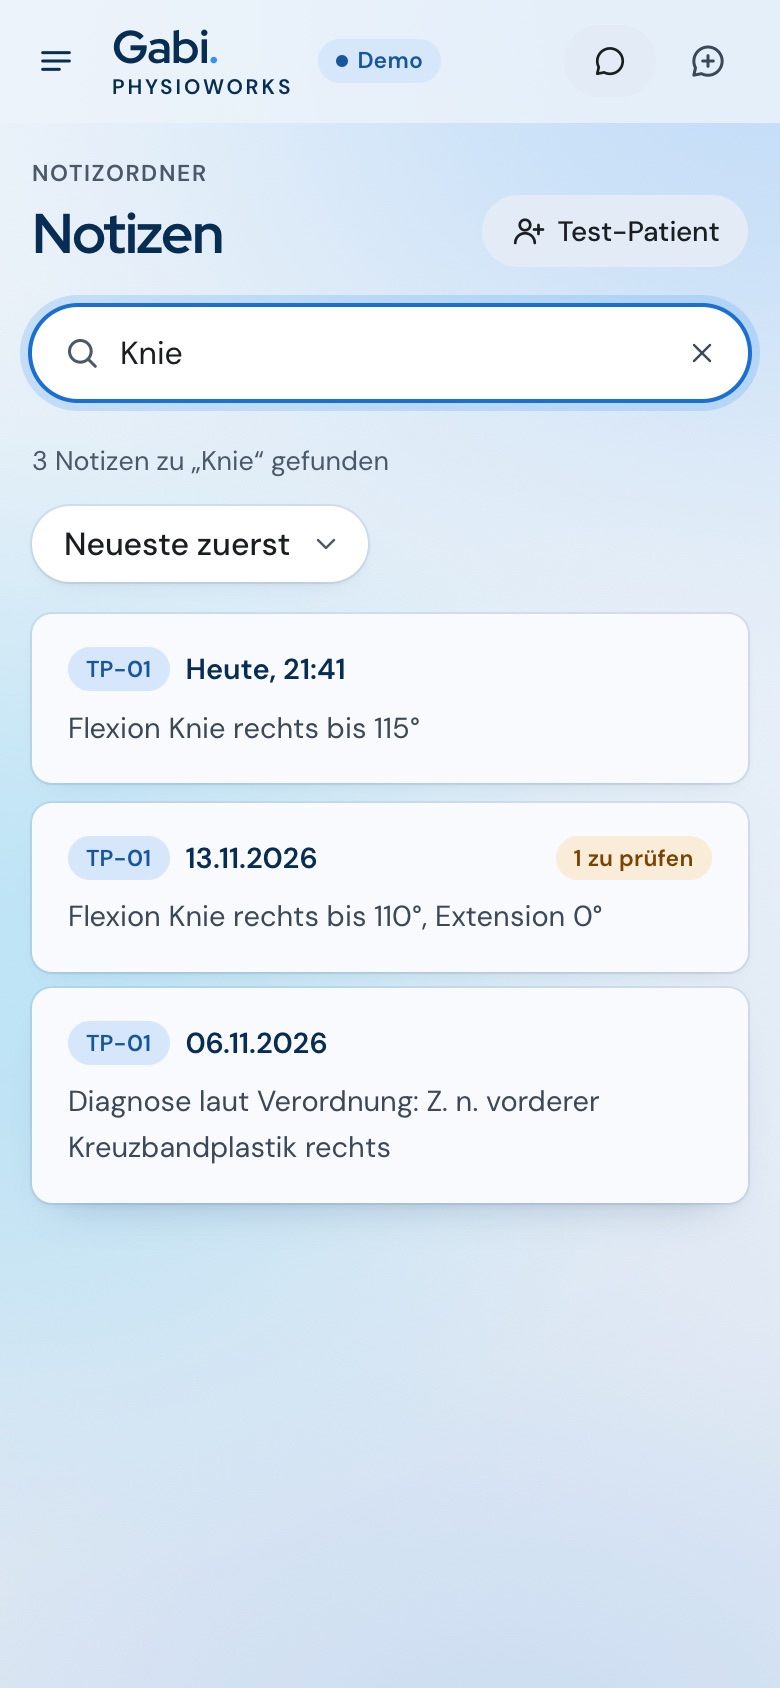 Gabi.
PHYSIOWORKS
Demo
NOTIZORDNER
Notizen
Test-Patient
Knie
3 Notizen zu „Knie“ gefunden
Neueste zuerst
TP-01 Heute, 21:41
Flexion Knie rechts bis 115°
TP-01 13.11.2026 1 zu prüfen
Flexion Knie rechts bis 110°, Extension 0°
TP-01 06.11.2026
Diagnose laut Verordnung: Z. n. vorderer
Kreuzbandplastik rechts